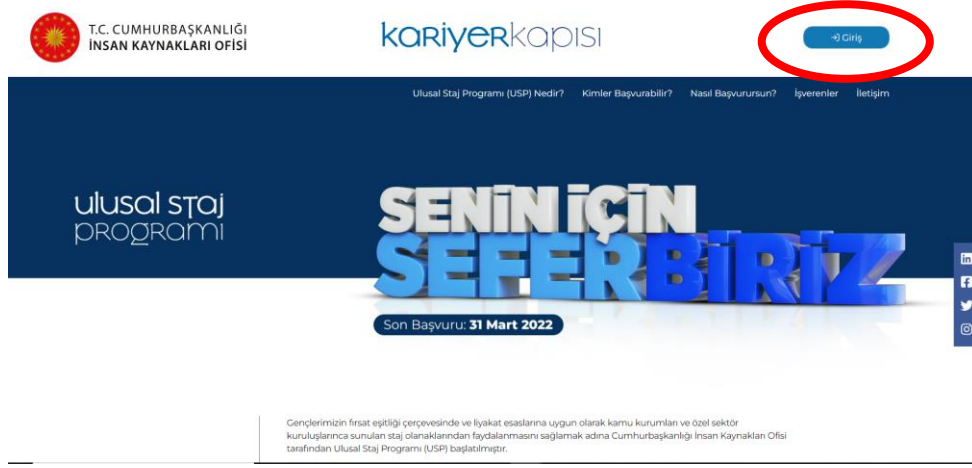 T.C. CUMHURBAŞKANLIĞI
İNSAN KAYNAKLARI OFİSİ
kariyerkapısı
Giriş
Ulusal Staj Programı (USP) Nedir? Kimler Başvurabilir? Nasıl Başvurursun? İşverenler İletişim
ulusal staj
programı
SENİN İÇİN
SEFERBİRİZ
Son Başvuru: 31 Mart 2022
Gençlerimizin fırsat eşitliği çerçevesinde ve liyakat esaslarına uygun olarak kamu kurumları ve özel sektör
kuruluşlarınca sunulan staj olanaklarından faydalanmasını sağlamak adına Cumhurbaşkanlığı İnsan Kaynakları Ofisi
tarafından Ulusal Staj Programı (USP) başlatılmıştır.